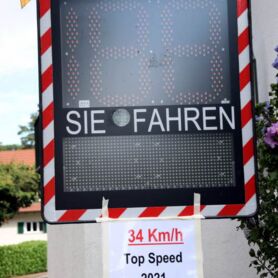 SIE FAHREN
34 Km/h
Top Speed
2021